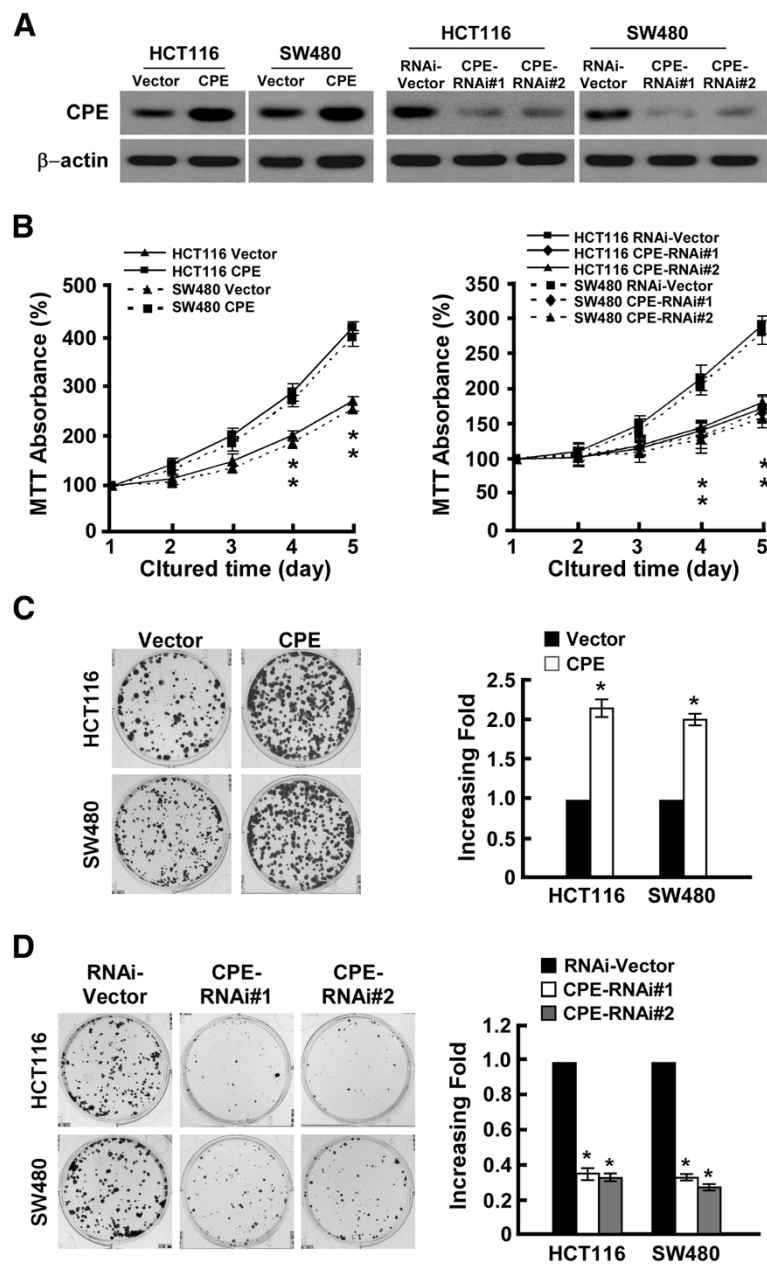 A
HCT116
SW480
HCT116
SW480
Vector
CPE
Vector
CPE
RNAi-
Vector
CPE-
RNAi#1
CPE-
RNAi#2
RNAi-
Vector
CPE-
RNAi#1
CPE-
RNAi#2
CPE
β–actin
B
HCT116 Vector
HCT116 CPE
SW480 Vector
SW480 CPE
MTT Absorbance (%)
500
400
300
200
100
0
1 2 3 4 5
* *
* *
Cltured time (day)
HCT116 RNAi-Vector
HCT116 CPE-RNAi#1
HCT116 CPE-RNAi#2
SW480 RNAi-Vector
SW480 CPE-RNAi#1
SW480 CPE-RNAi#2
MTT Absorbance (%)
350
300
250
200
150
100
50
0
1 2 3 4 5
* *
* *
Cltured time (day)
C
Vector CPE
HCT116
SW480
Vector
CPE
Increasing Fold
2.5
2.0
1.5
1.0
0.5
0
* *
HCT116 SW480
D
RNAi-
Vector
CPE-
RNAi#1
CPE-
RNAi#2
HCT116
SW480
RNAi-Vector
CPE-RNAi#1
CPE-RNAi#2
Increasing Fold
1.2
1.0
0.8
0.6
0.4
0.2
0
* * * *
HCT116 SW480